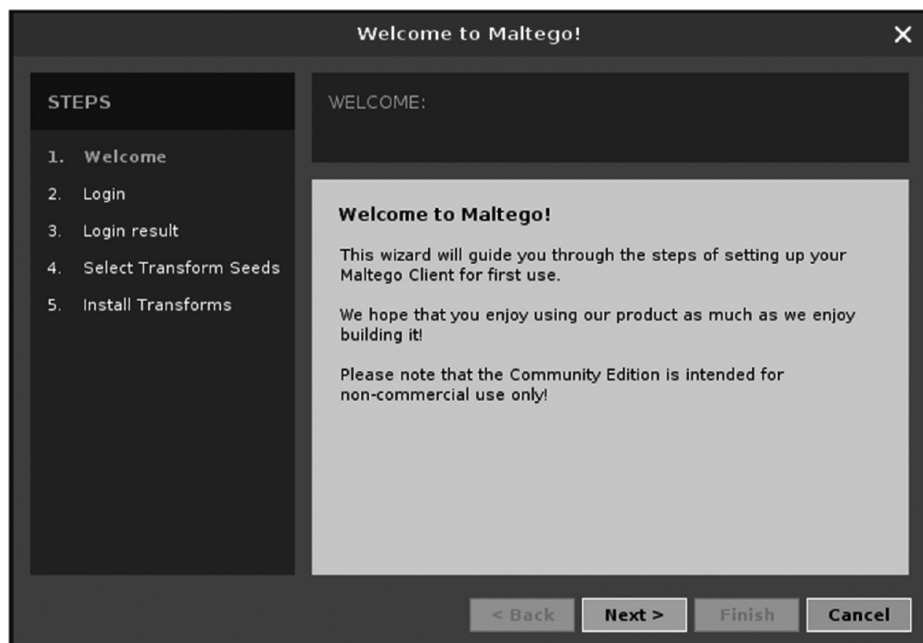 Welcome to Maltego!
STEPS
1. Welcome
2. Login
3. Login result
4. Select Transform Seeds
5. Install Transforms
WELCOME:
Welcome to Maltego!
This wizard will guide you through the steps of setting up your
Maltego Client for first use.
We hope that you enjoy using our product as much as we enjoy
building it!
Please note that the Community Edition is intended for
non-commercial use only!
< Back
Next >
Finish
Cancel